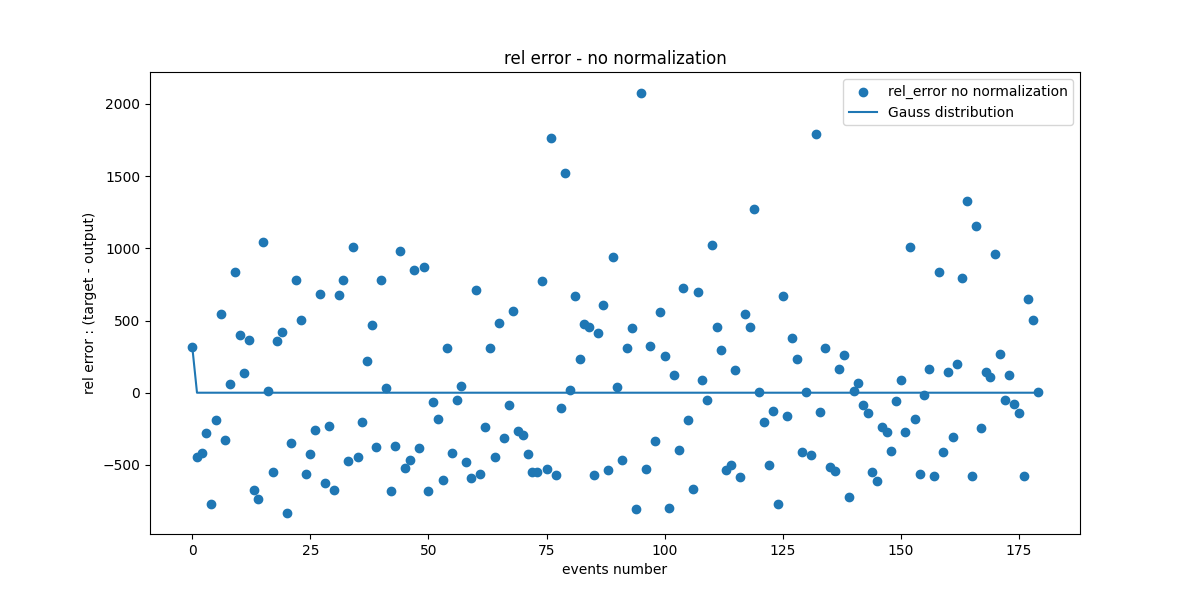 rel error - no normalization
rel_error no normalization
Gauss distribution
rel error : (target - output)
2000
1500
1000
500
0
−500
0 25 50 75 100 125 150 175
events number